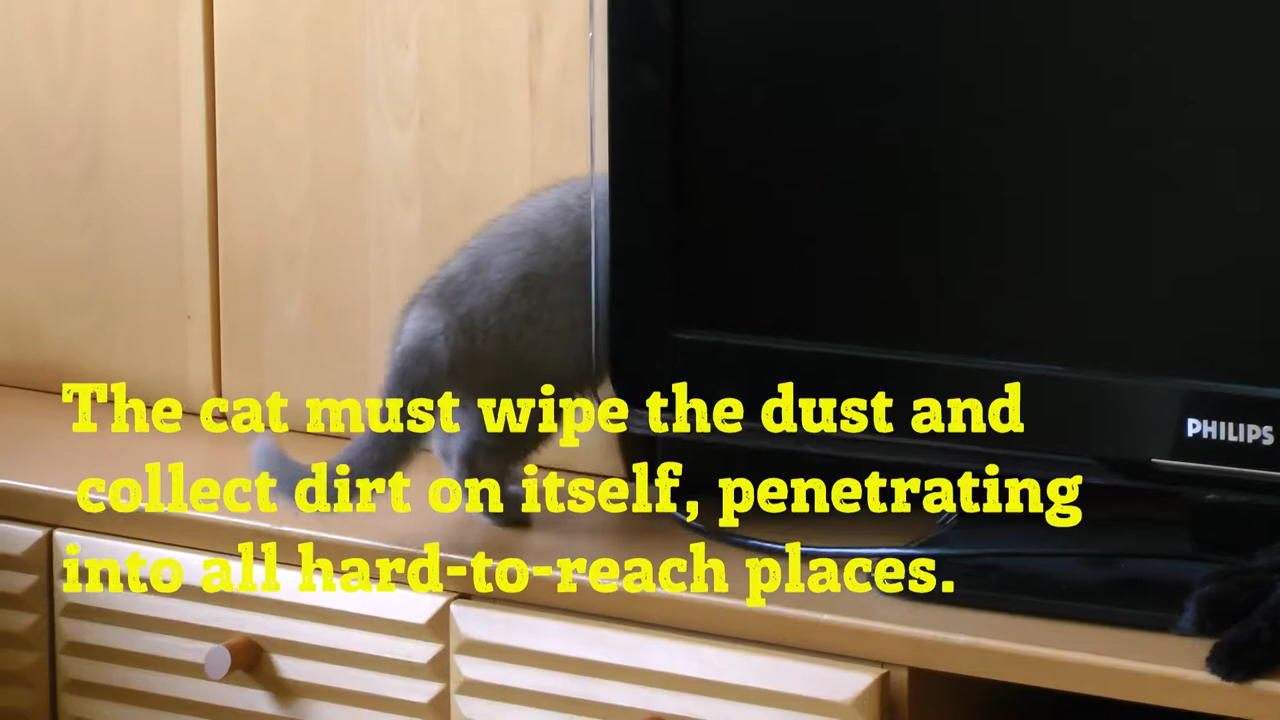 The cat must wipe the dust and
collect dirt on itself, penetrating
into all hard-to-reach places.
PHILIPS